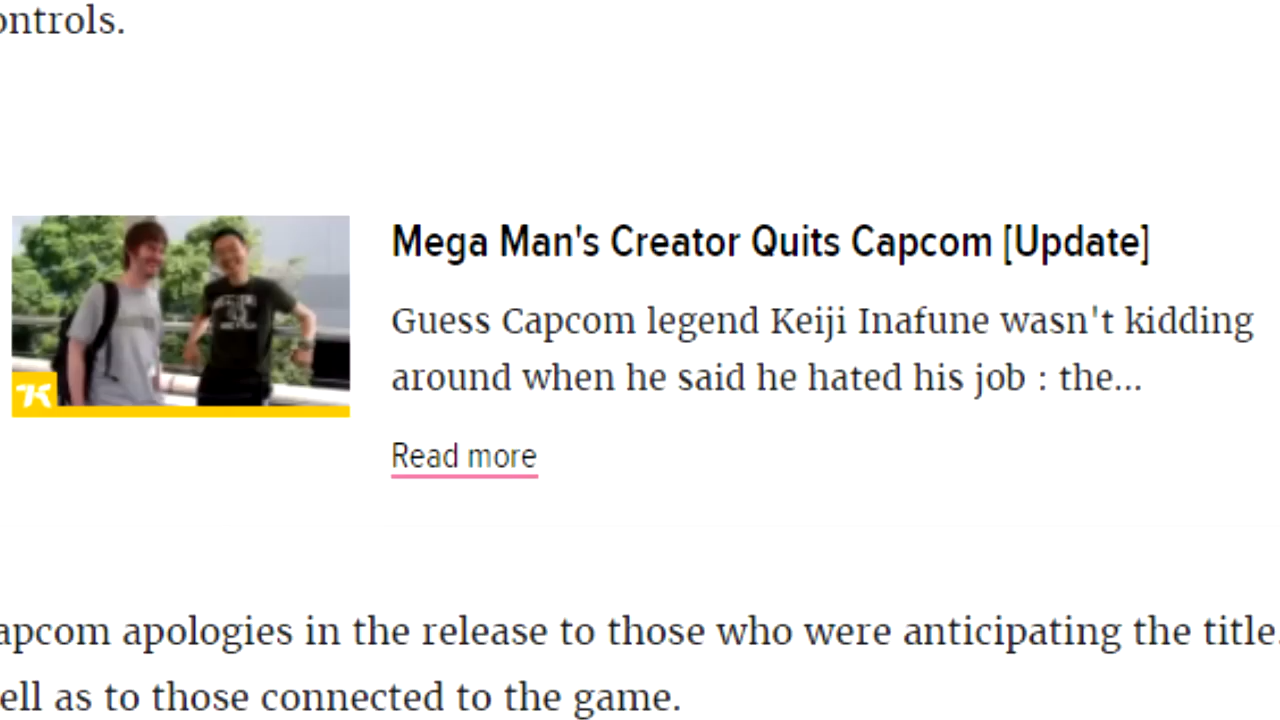 ontrols.
Mega Man's Creator Quits Capcom [Update]
Guess Capcom legend Keiji Inafune wasn't kidding
around when he said he hated his job : the...
Read more
apcom apologies in the release to those who were anticipating the title.
ell as to those connected to the game.